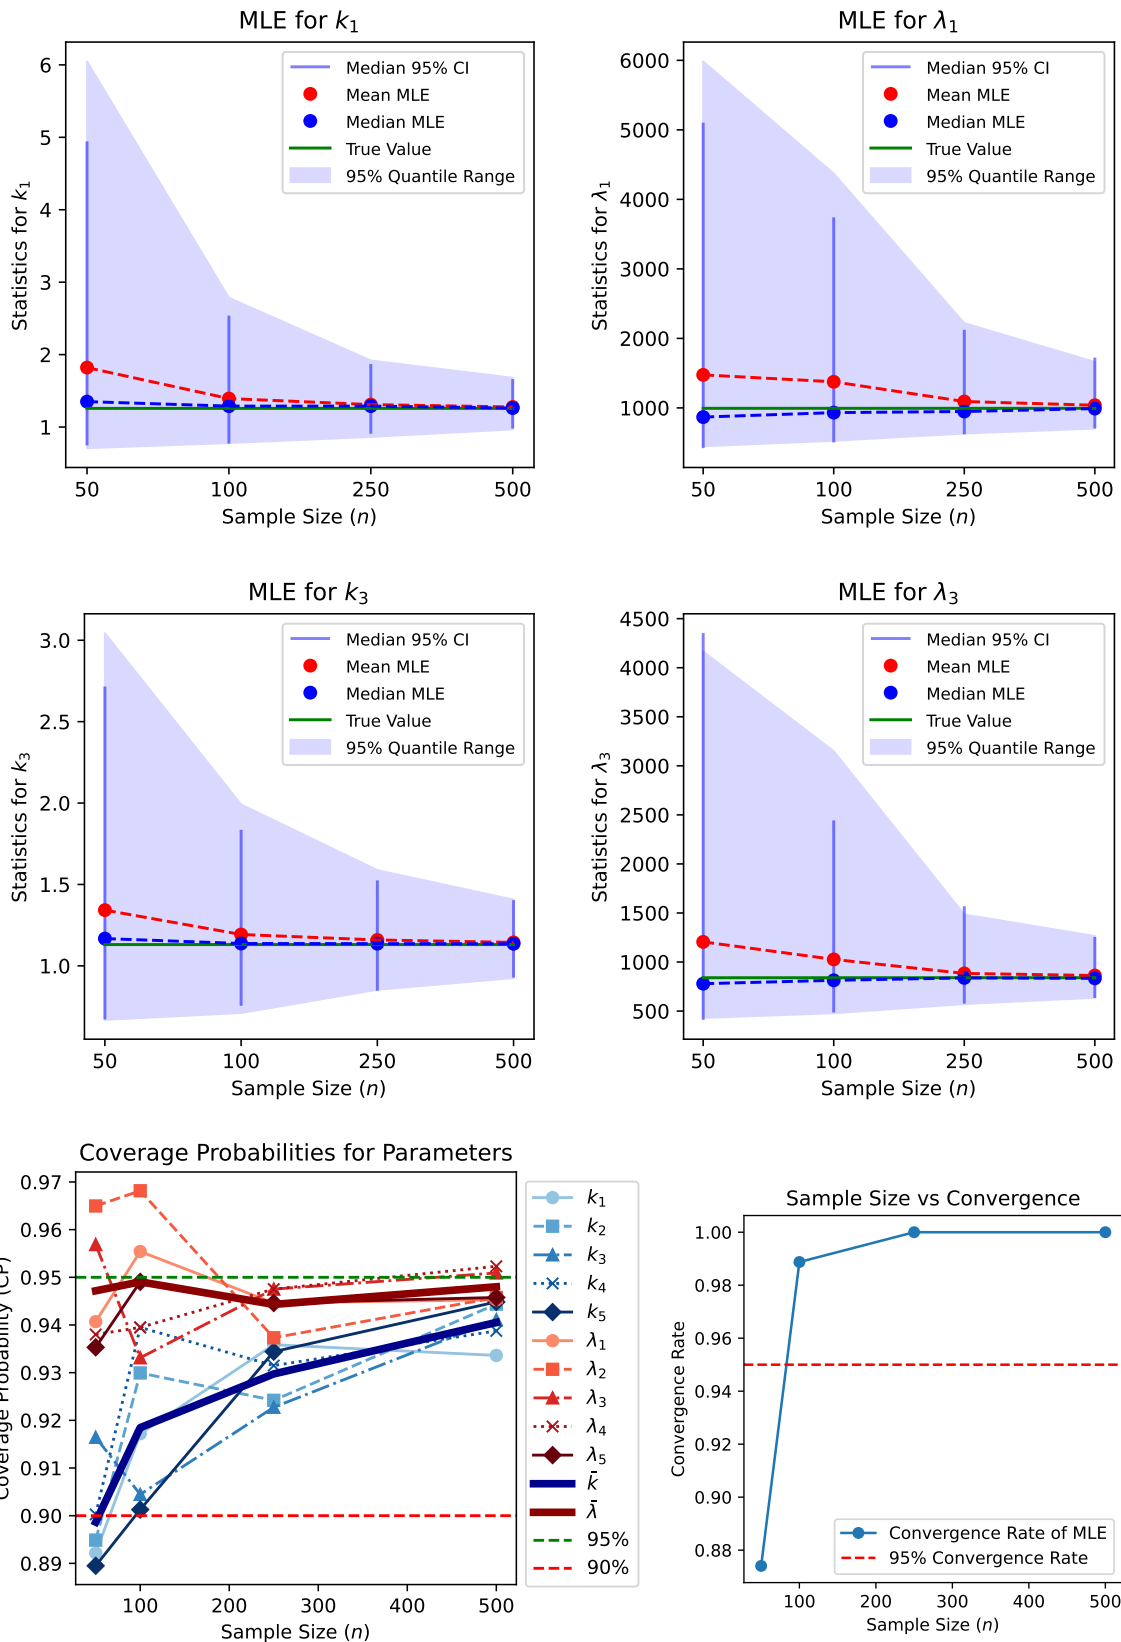 MLE for k1
Statistics for k1
6
5
4
3
2
1
Median 95% CI
Mean MLE
Median MLE
True Value
95% Quantile Range
50 100 250 500
Sample Size (n)
MLE for λ1
Statistics for λ1
6000
5000
4000
3000
2000
1000
Median 95% CI
Mean MLE
Median MLE
True Value
95% Quantile Range
50 100 250 500
Sample Size (n)
MLE for k3
Statistics for k3
3.0
2.5
2.0
1.5
1.0
Median 95% CI
Mean MLE
Median MLE
True Value
95% Quantile Range
50 100 250 500
Sample Size (n)
MLE for λ3
Statistics for λ3
4500
4000
3500
3000
2500
2000
1500
1000
500
Median 95% CI
Mean MLE
Median MLE
True Value
95% Quantile Range
50 100 250 500
Sample Size (n)
Coverage Probabilities for Parameters
Coverage Probability (CP)
0.97
0.96
0.95
0.94
0.93
0.92
0.91
0.90
0.89
100 200 300 400 500
Sample Size (n)
k1
k2
k3
k4
k5
λ1
λ2
λ3
λ4
λ5
k̄
λ̄
95%
90%
Sample Size vs Convergence
Convergence Rate
1.00
0.98
0.96
0.94
0.92
0.90
0.88
Convergence Rate of MLE
95% Convergence Rate
100 200 300 400 500
Sample Size (n)